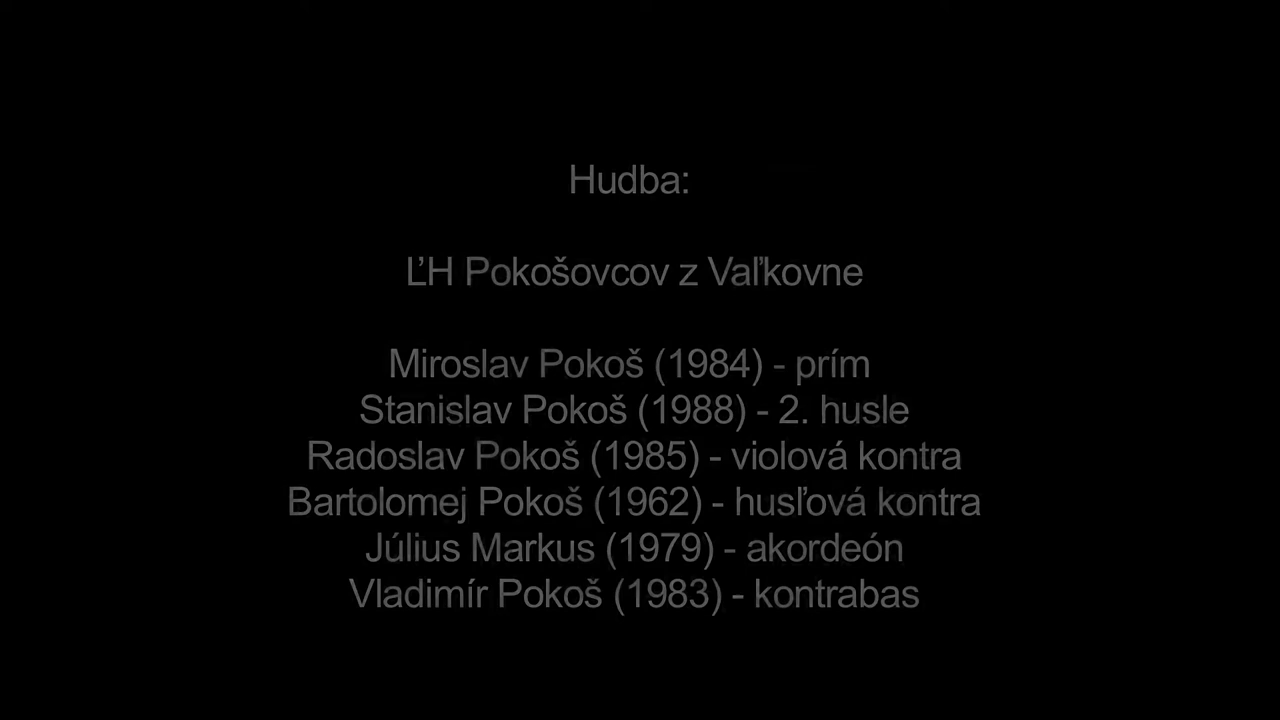 Hudba:
ĽH Pokošovcov z Vaľkovne
Miroslav Pokoš (1984) - prím
Stanislav Pokoš (1988) - 2. husle
Radoslav Pokoš (1985) - violová kontra
Bartolomej Pokoš (1962) - husľová kontra
Július Markus (1979) - akordeón
Vladimír Pokoš (1983) - kontrabas